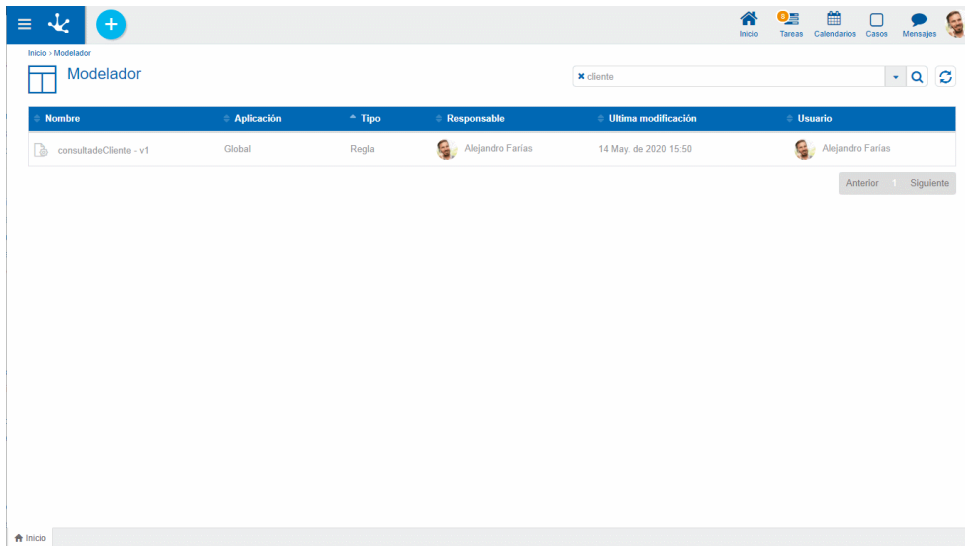 Inicio Tareas Calendarios Casos Mensajes
Inicio > Modelador
Modelador
cliente
Nombre Aplicación Tipo Responsable Ultima modificación Usuario
consultadeCliente - v1 Global Regla Alejandro Farías 14 May. de 2020 15:50 Alejandro Farías
Anterior 1 Siguiente
Inicio